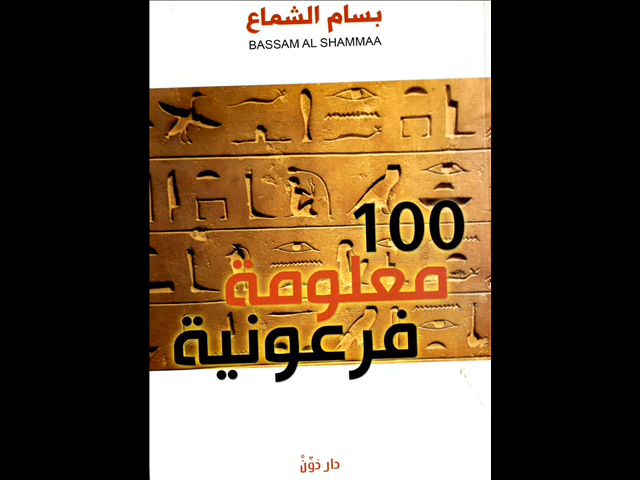 بسام الشماع
BASSAM AL SHAMMAA
100
معلومة
فرعونية
دار دَوِّنْ